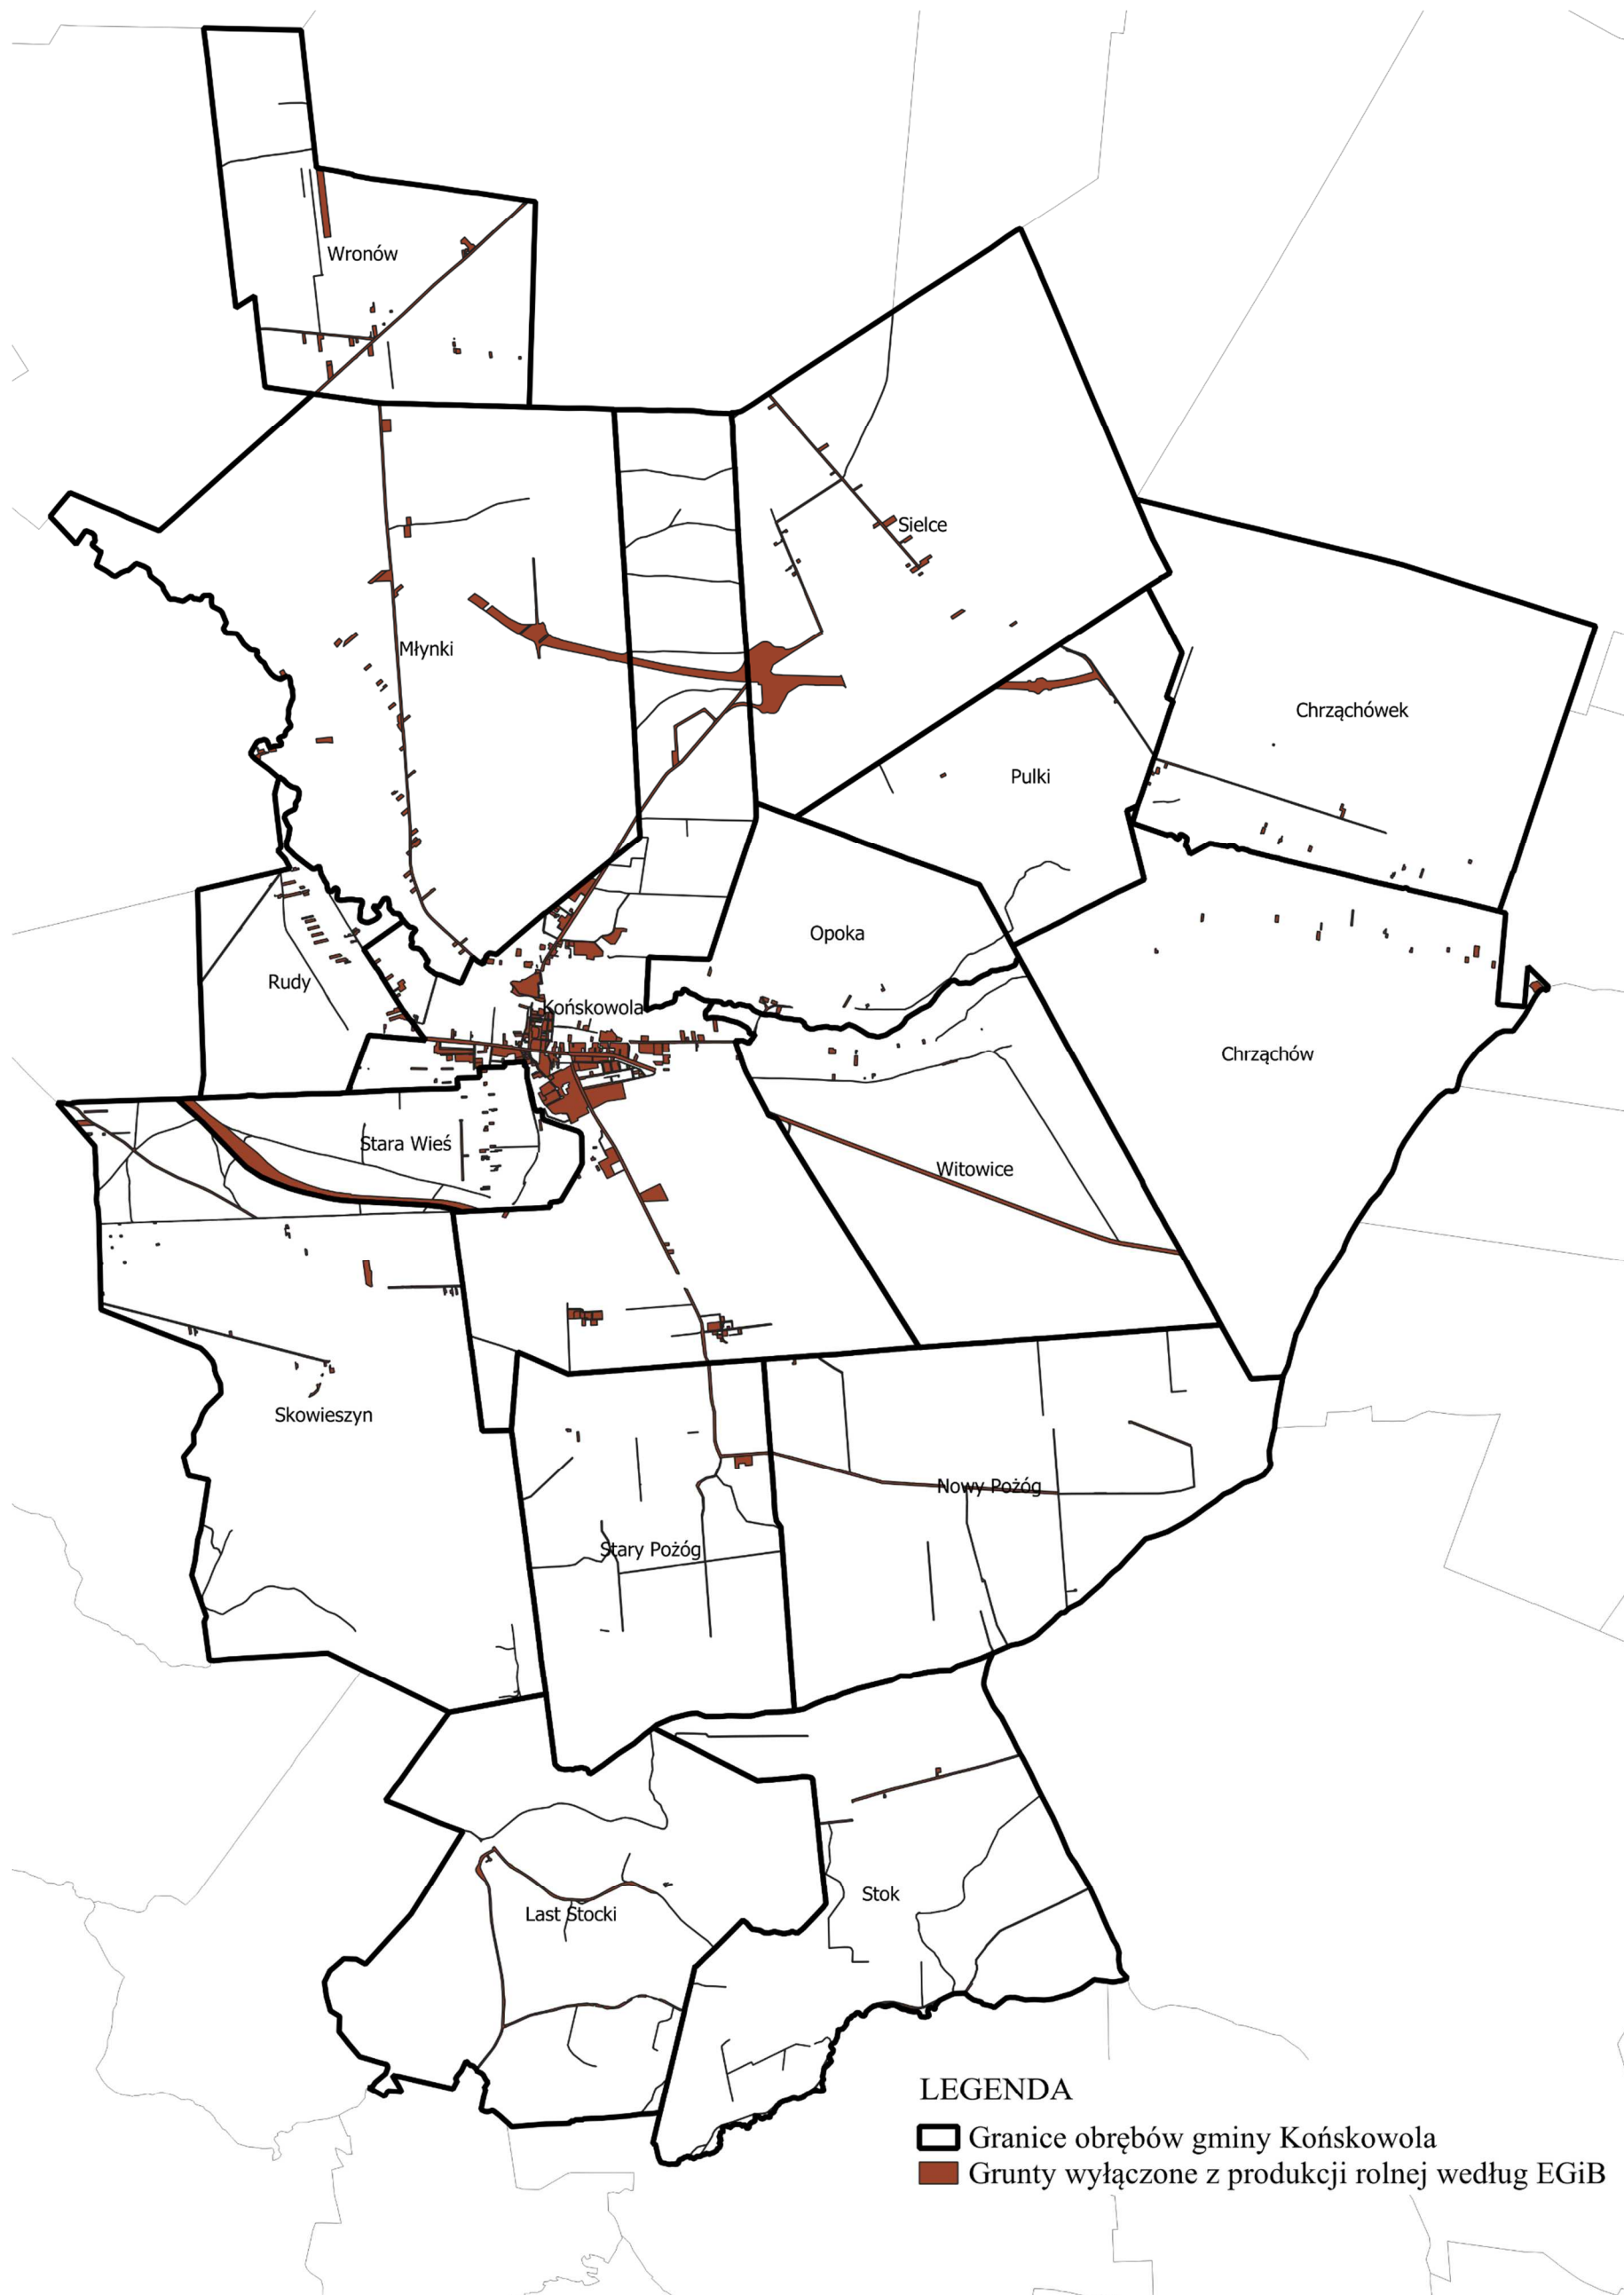 Wronów
Sielce
Młynki
Chrząchówek
Pulki
Opoka
Rudy
Końskowola
Chrząchów
Stara Wieś
Witowice
Skowieszyn
Nowy Pożóg
Stary Pożóg
Stok
Last Stocki
LEGENDA
Granice obrębów gminy Końskowola
Grunty wyłączone z produkcji rolnej według EGiB